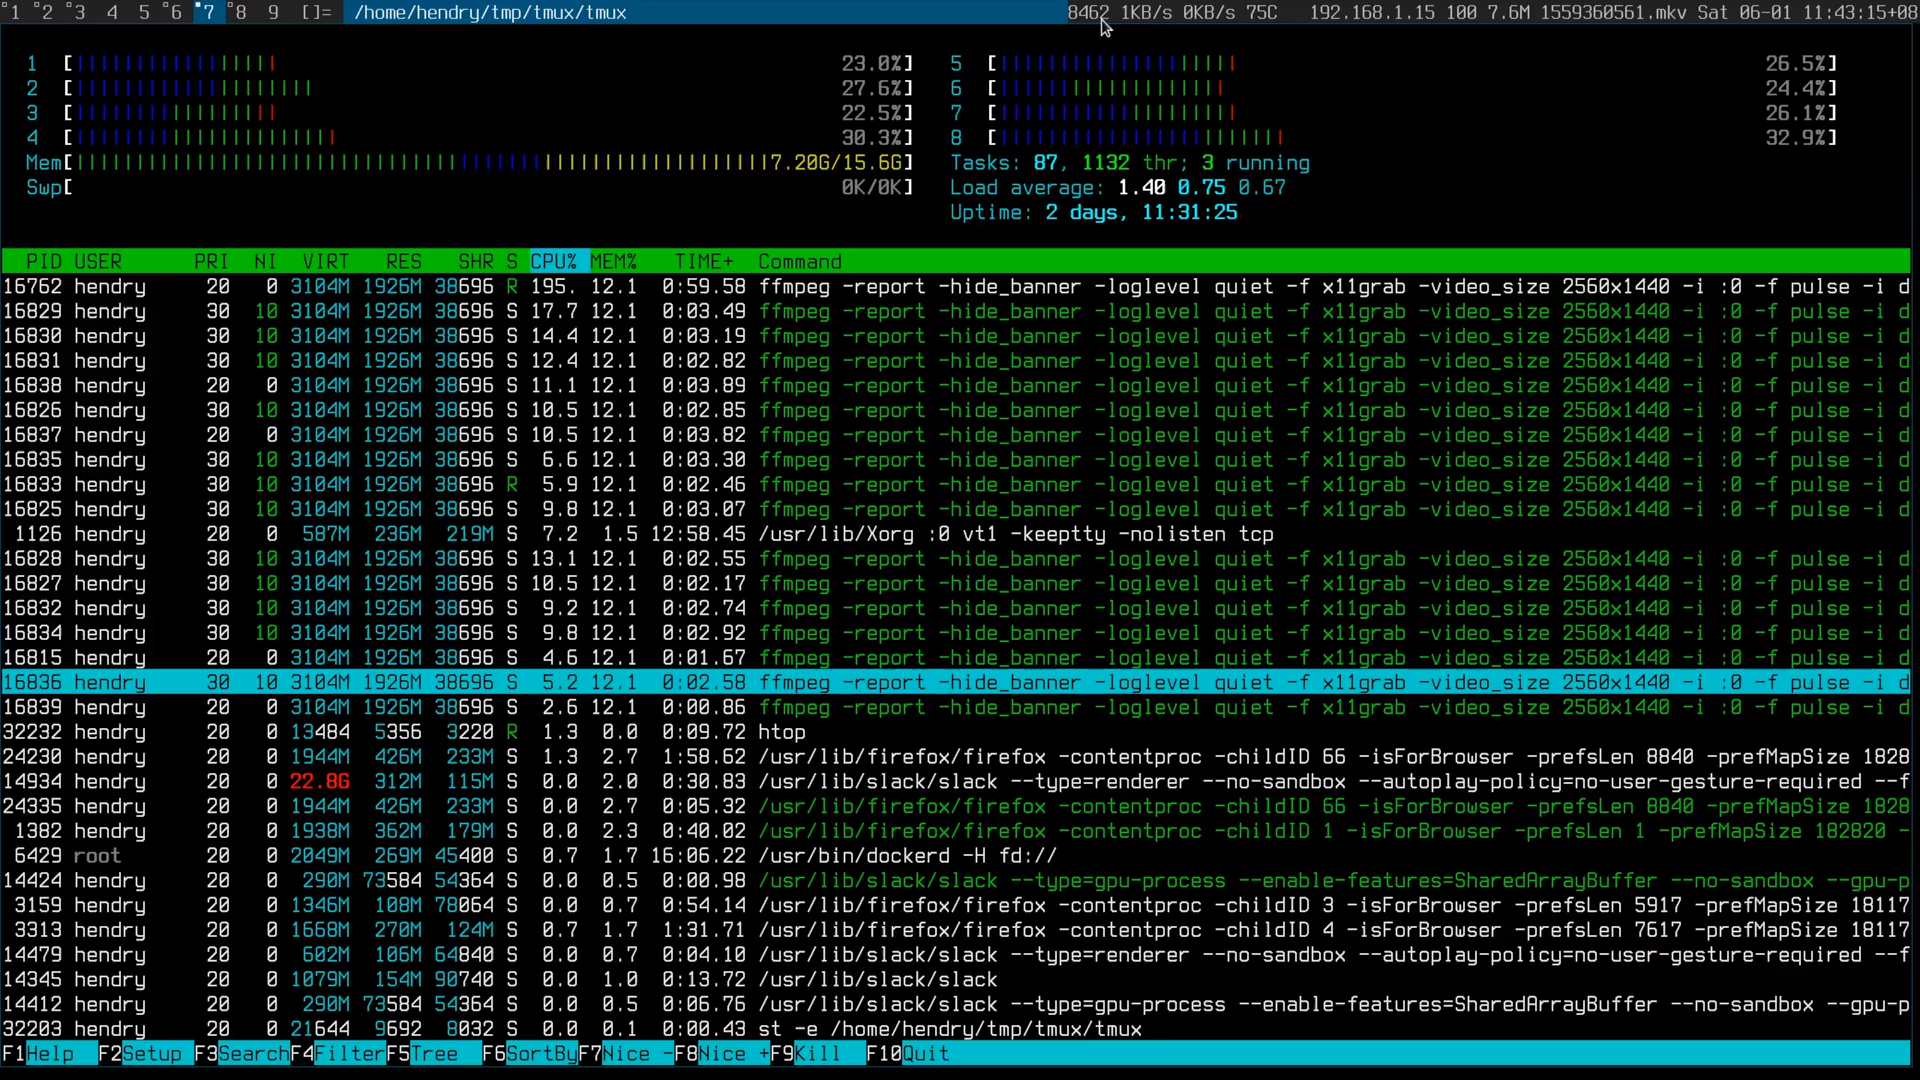 1 2 3 4 5 6 7 8 9 []= /home/hendry/tmp/tmux/tmux 8462 1KB/s 0KB/s 75C 192.168.1.15 100 7.6M 1559360561.mkv Sat 06-01 11:43:15+08
1 [ 23.0%] 5 [ 26.5%]
2 [ 27.6%] 6 [ 24.4%]
3 [ 22.5%] 7 [ 26.1%]
4 [ 30.3%] 8 [ 32.9%]
Mem[ 7.20G/15.6G] Tasks: 87, 1132 thr; 3 running
Swp[ 0K/0K] Load average: 1.40 0.75 0.67
Uptime: 2 days, 11:31:25
PID USER PRI NI VIRT RES SHR S CPU% MEM% TIME+ Command
16762 hendry 20 0 3104M 1926M 38696 R 195. 12.1 0:59.58 ffmpeg -report -hide_banner -loglevel quiet -f x11grab -video_size 2560x1440 -i :0 -f pulse -i d
16829 hendry 30 10 3104M 1926M 38696 S 17.7 12.1 0:03.49 ffmpeg -report -hide_banner -loglevel quiet -f x11grab -video_size 2560x1440 -i :0 -f pulse -i d
16830 hendry 30 10 3104M 1926M 38696 S 14.4 12.1 0:03.19 ffmpeg -report -hide_banner -loglevel quiet -f x11grab -video_size 2560x1440 -i :0 -f pulse -i d
16831 hendry 30 10 3104M 1926M 38696 S 12.4 12.1 0:02.82 ffmpeg -report -hide_banner -loglevel quiet -f x11grab -video_size 2560x1440 -i :0 -f pulse -i d
16838 hendry 20 0 3104M 1926M 38696 S 11.1 12.1 0:03.89 ffmpeg -report -hide_banner -loglevel quiet -f x11grab -video_size 2560x1440 -i :0 -f pulse -i d
16826 hendry 30 10 3104M 1926M 38696 S 10.5 12.1 0:02.85 ffmpeg -report -hide_banner -loglevel quiet -f x11grab -video_size 2560x1440 -i :0 -f pulse -i d
16837 hendry 20 0 3104M 1926M 38696 S 10.5 12.1 0:03.82 ffmpeg -report -hide_banner -loglevel quiet -f x11grab -video_size 2560x1440 -i :0 -f pulse -i d
16835 hendry 30 10 3104M 1926M 38696 S 6.6 12.1 0:03.30 ffmpeg -report -hide_banner -loglevel quiet -f x11grab -video_size 2560x1440 -i :0 -f pulse -i d
16833 hendry 30 10 3104M 1926M 38696 R 5.9 12.1 0:02.46 ffmpeg -report -hide_banner -loglevel quiet -f x11grab -video_size 2560x1440 -i :0 -f pulse -i d
16825 hendry 30 10 3104M 1926M 38696 S 9.8 12.1 0:03.07 ffmpeg -report -hide_banner -loglevel quiet -f x11grab -video_size 2560x1440 -i :0 -f pulse -i d
1126 hendry 20 0 587M 236M 219M S 7.2 1.5 12:58.45 /usr/lib/Xorg :0 vt1 -keeptty -nolisten tcp
16828 hendry 30 10 3104M 1926M 38696 S 13.1 12.1 0:02.55 ffmpeg -report -hide_banner -loglevel quiet -f x11grab -video_size 2560x1440 -i :0 -f pulse -i d
16827 hendry 30 10 3104M 1926M 38696 S 10.5 12.1 0:02.17 ffmpeg -report -hide_banner -loglevel quiet -f x11grab -video_size 2560x1440 -i :0 -f pulse -i d
16832 hendry 30 10 3104M 1926M 38696 S 9.2 12.1 0:02.74 ffmpeg -report -hide_banner -loglevel quiet -f x11grab -video_size 2560x1440 -i :0 -f pulse -i d
16834 hendry 30 10 3104M 1926M 38696 S 9.8 12.1 0:02.92 ffmpeg -report -hide_banner -loglevel quiet -f x11grab -video_size 2560x1440 -i :0 -f pulse -i d
16815 hendry 20 0 3104M 1926M 38696 S 4.6 12.1 0:01.67 ffmpeg -report -hide_banner -loglevel quiet -f x11grab -video_size 2560x1440 -i :0 -f pulse -i d
16836 hendry 30 10 3104M 1926M 38696 S 5.2 12.1 0:02.58 ffmpeg -report -hide_banner -loglevel quiet -f x11grab -video_size 2560x1440 -i :0 -f pulse -i d
16839 hendry 20 0 3104M 1926M 38696 S 2.6 12.1 0:00.86 ffmpeg -report -hide_banner -loglevel quiet -f x11grab -video_size 2560x1440 -i :0 -f pulse -i d
32232 hendry 20 0 13484 5356 3220 R 1.3 0.0 0:09.72 htop
24230 hendry 20 0 1944M 426M 233M S 1.3 2.7 1:58.62 /usr/lib/firefox/firefox -contentproc -childID 66 -isForBrowser -prefsLen 8840 -prefMapSize 1828
14934 hendry 20 0 22.8G 312M 115M S 0.0 2.0 0:30.83 /usr/lib/slack/slack --type=renderer --no-sandbox --autoplay-policy=no-user-gesture-required --f
24335 hendry 20 0 1944M 426M 233M S 0.0 2.7 0:05.32 /usr/lib/firefox/firefox -contentproc -childID 66 -isForBrowser -prefsLen 8840 -prefMapSize 1828
1382 hendry 20 0 1938M 362M 179M S 0.0 2.3 0:40.02 /usr/lib/firefox/firefox -contentproc -childID 1 -isForBrowser -prefsLen 1 -prefMapSize 182820 -
6429 root 20 0 2049M 269M 45400 S 0.7 1.7 16:06.22 /usr/bin/dockerd -H fd://
14424 hendry 20 0 290M 73584 54364 S 0.0 0.5 0:00.98 /usr/lib/slack/slack --type=gpu-process --enable-features=SharedArrayBuffer --no-sandbox --gpu-p
3159 hendry 20 0 1346M 108M 78064 S 0.0 0.7 0:54.14 /usr/lib/firefox/firefox -contentproc -childID 3 -isForBrowser -prefsLen 5917 -prefMapSize 18117
3313 hendry 20 0 1668M 270M 124M S 0.7 1.7 1:31.71 /usr/lib/firefox/firefox -contentproc -childID 4 -isForBrowser -prefsLen 7617 -prefMapSize 18117
14479 hendry 20 0 602M 106M 64840 S 0.0 0.7 0:04.10 /usr/lib/slack/slack --type=renderer --no-sandbox --autoplay-policy=no-user-gesture-required --f
14345 hendry 20 0 1079M 154M 90740 S 0.0 1.0 0:13.72 /usr/lib/slack/slack
14412 hendry 20 0 290M 73584 54364 S 0.0 0.5 0:06.76 /usr/lib/slack/slack --type=gpu-process --enable-features=SharedArrayBuffer --no-sandbox --gpu-p
32203 hendry 20 0 21644 9692 8032 S 0.0 0.1 0:00.43 st -e /home/hendry/tmp/tmux/tmux
F1Help F2Setup F3SearchF4FilterF5Tree F6SortByF7Nice -F8Nice +F9Kill F10Quit